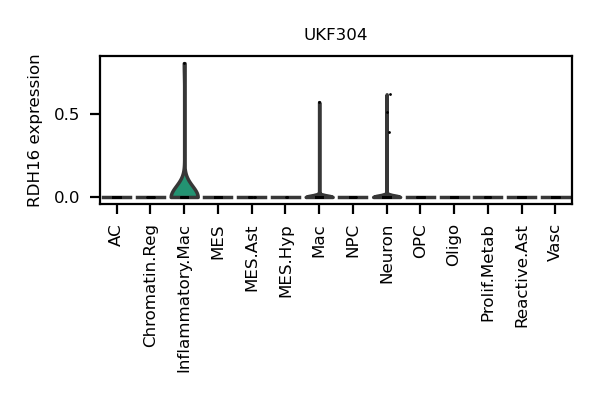 UKF304
RDH16 expression
0.5
0.0
AC
Chromatin.Reg
Inflammatory.Mac
MES
MES.Ast
MES.Hyp
Mac
NPC
Neuron
OPC
Oligo
Prolif.Metab
Reactive.Ast
Vasc